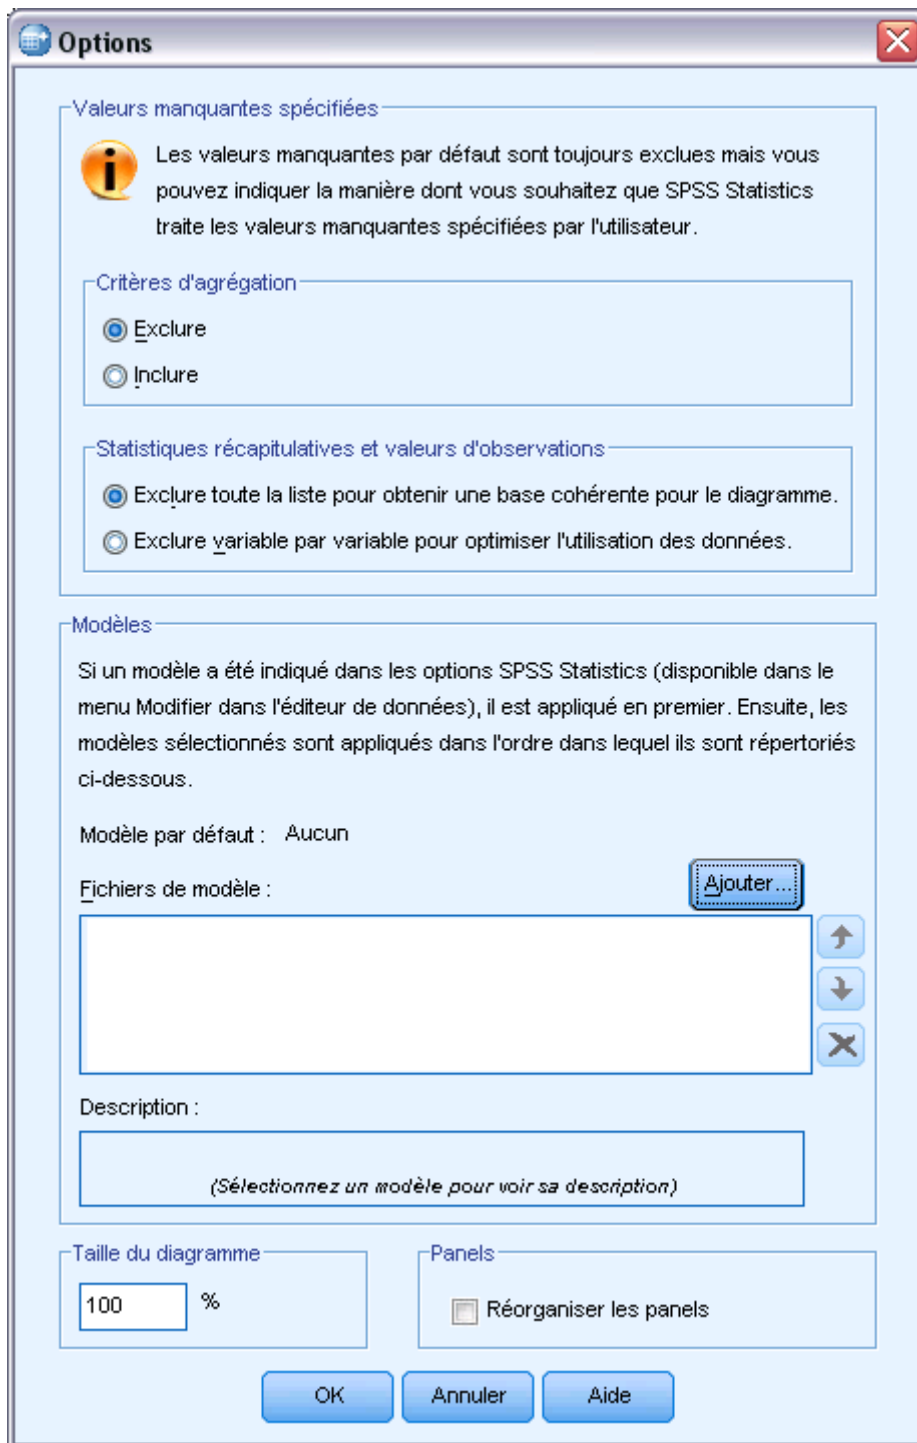 Options
Valeurs manquantes spécifiées
Les valeurs manquantes par défaut sont toujours exclues mais vous
pouvez indiquer la manière dont vous souhaitez que SPSS Statistics
traite les valeurs manquantes spécifiées par l'utilisateur.
Critères d'agrégation
Exclure
Inclure
Statistiques récapitulatives et valeurs d'observations
Exclure toute la liste pour obtenir une base cohérente pour le diagramme.
Exclure variable par variable pour optimiser l'utilisation des données.
Modèles
Si un modèle a été indiqué dans les options SPSS Statistics (disponible dans le
menu Modifier dans l'éditeur de données), il est appliqué en premier. Ensuite, les
modèles sélectionnés sont appliqués dans l'ordre dans lequel ils sont répertoriés
ci-dessous.
Modèle par défaut : Aucun
Fichiers de modèle :
Ajouter...
Description :
(Sélectionnez un modèle pour voir sa description)
Taille du diagramme
100 %
Panels
Réorganiser les panels
OK
Annuler
Aide